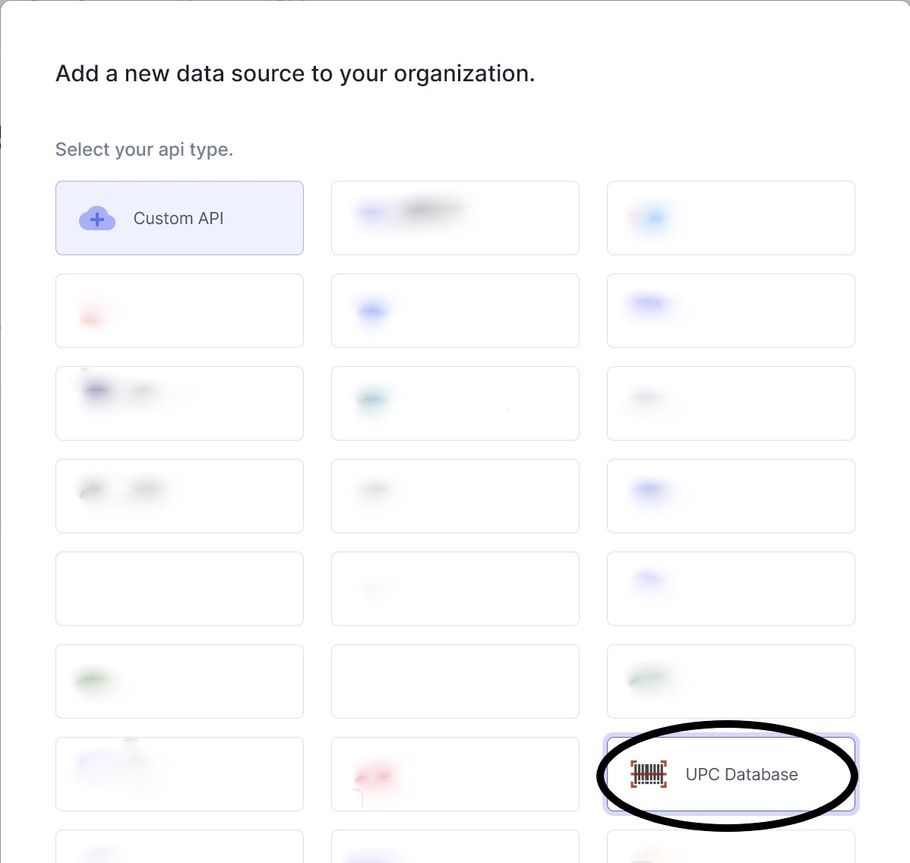 Add a new data source to your organization.
Select your api type.
Custom API
UPC Database